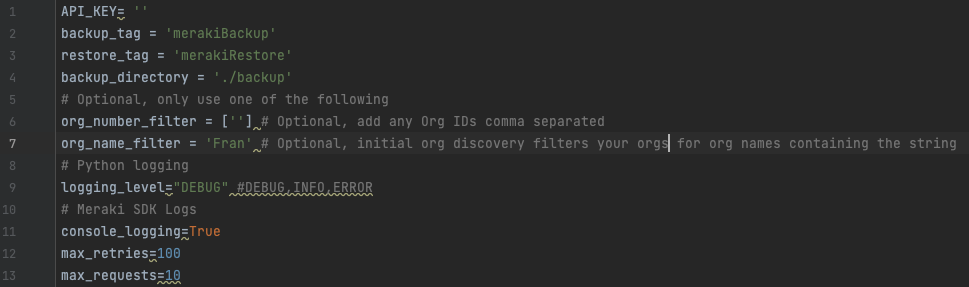 1 API_KEY= ''
2 backup_tag = 'merakiBackup'
3 restore_tag = 'merakiRestore'
4 backup_directory = './backup'
5 # Optional, only use one of the following
6 org_number_filter = [''] # Optional, add any Org IDs comma separated
7 org_name_filter = 'Fran' # Optional, initial org discovery filters your orgs for org names containing the string
8 # Python logging
9 logging_level="DEBUG" #DEBUG,INFO,ERROR
10 # Meraki SDK Logs
11 console_logging=True
12 max_retries=100
13 max_requests=10